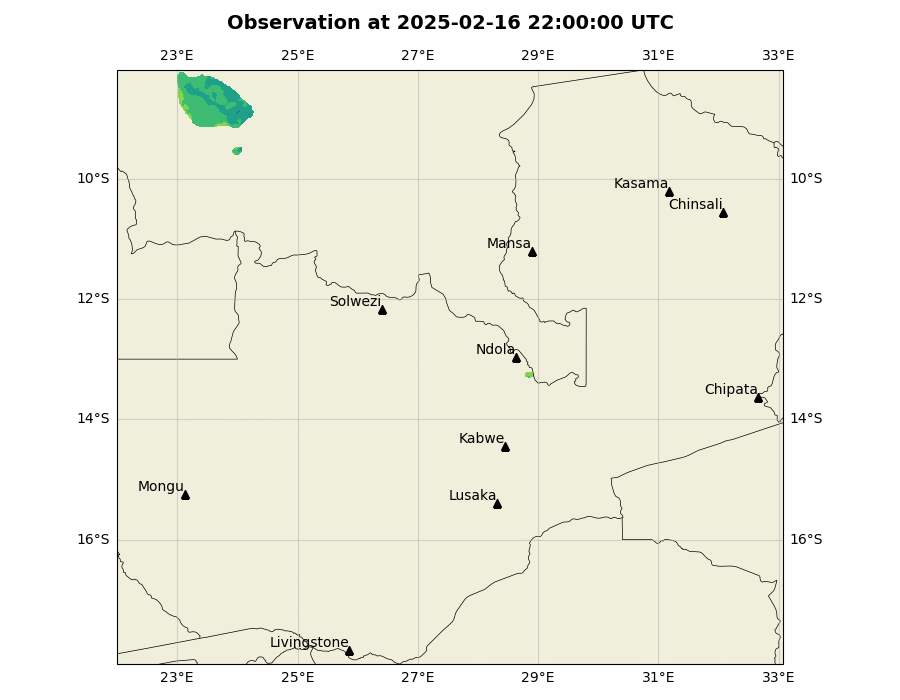 Observation at 2025-02-16 22:00:00 UTC
23°E 25°E 27°E 29°E 31°E 33°E
10°S 10°S
Kasama
Chinsali
Mansa
12°S 12°S
Solwezi
Ndola
Chipata
14°S 14°S
Kabwe
Mongu
Lusaka
16°S 16°S
Livingstone
23°E 25°E 27°E 29°E 31°E 33°E